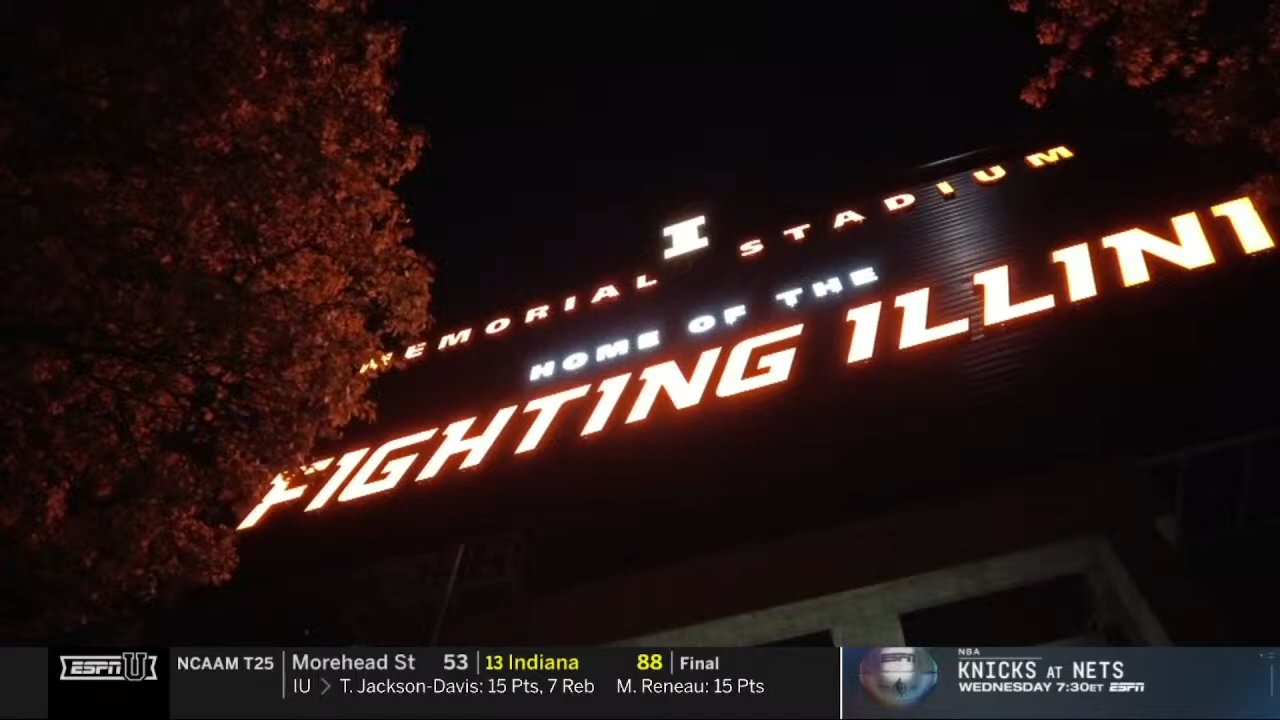 I
MEMORIAL STADIUM
HOME OF THE
FIGHTING ILLINI
ESPNU
NCAAM T25
Morehead St 53
13 Indiana 88
Final
IU > T. Jackson-Davis: 15 Pts, 7 Reb M. Reneau: 15 Pts
ESPN
NBA
KNICKS AT NETS
WEDNESDAY 7:30ET ESPN